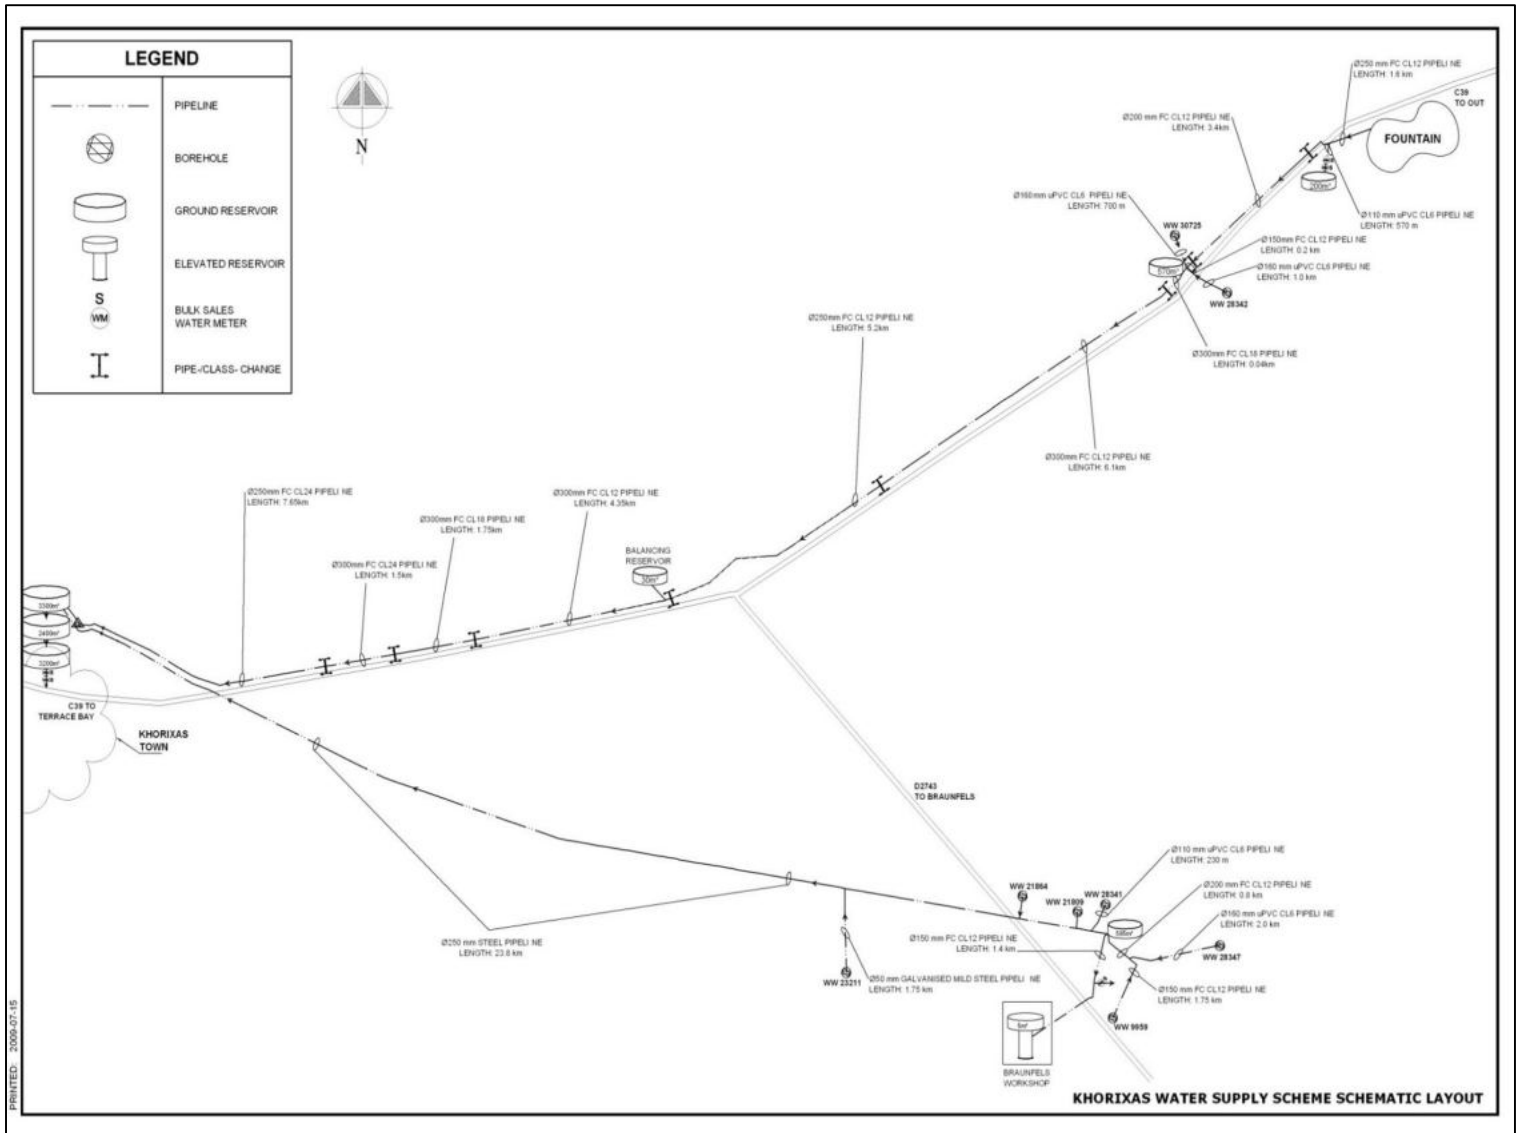 LEGEND
PIPELINE
BOREHOLE
GROUND RESERVOIR
ELEVATED RESERVOIR
S
WM
BULK SALES
WATER METER
PIPE-/CLASS- CHANGE
N
Ø250 mm FC CL12 PIPELI NE
LENGTH: 1.6 km
C39
TO OUT
FOUNTAIN
Ø200 mm FC CL12 PIPELI NE
LENGTH: 3.4km
200m³
Ø160mm uPVC CL6 PIPELI NE
LENGTH: 700 m
Ø110 mm uPVC CL6 PIPELI NE
LENGTH: 570 m
WW 30725
Ø150mm FC CL12 PIPELI NE
LENGTH: 0.2 km
570m³
Ø160 mm uPVC CL6 PIPELI NE
LENGTH: 1.0 km
WW 28342
Ø250mm FC CL12 PIPELI NE
LENGTH: 5.2km
Ø300mm FC CL18 PIPELI NE
LENGTH: 0.04km
Ø300mm FC CL12 PIPELI NE
LENGTH: 6.1km
Ø250mm FC CL24 PIPELI NE
LENGTH: 7.65km
Ø300mm FC CL12 PIPELI NE
LENGTH: 4.35km
Ø300mm FC CL18 PIPELI NE
LENGTH: 1.75km
Ø300mm FC CL24 PIPELI NE
LENGTH: 1.5km
BALANCING
RESERVOIR
30m³
3300m³
2400m³
3200m³
C39 TO
TERRACE BAY
KHORIXAS
TOWN
D2743
TO BRAUNFELS
Ø110 mm uPVC CL6 PIPELI NE
LENGTH: 230 m
WW 21864
WW 28341
WW 21809
Ø200 mm FC CL12 PIPELI NE
LENGTH: 0.8 km
Ø160 mm uPVC CL6 PIPELI NE
LENGTH: 2.0 km
Ø250 mm STEEL PIPELI NE
LENGTH: 23.8 km
Ø150 mm FC CL12 PIPELI NE
LENGTH: 1.4 km
WW 28347
WW 23211
Ø50 mm GALVANISED MILD STEEL PIPELI NE
LENGTH: 1.75 km
Ø150 mm FC CL12 PIPELI NE
LENGTH: 1.75 km
WW 9959
BRAUNFELS
WORKSHOP
KHORIXAS WATER SUPPLY SCHEME SCHEMATIC LAYOUT
PRINTED: 2009-07-15